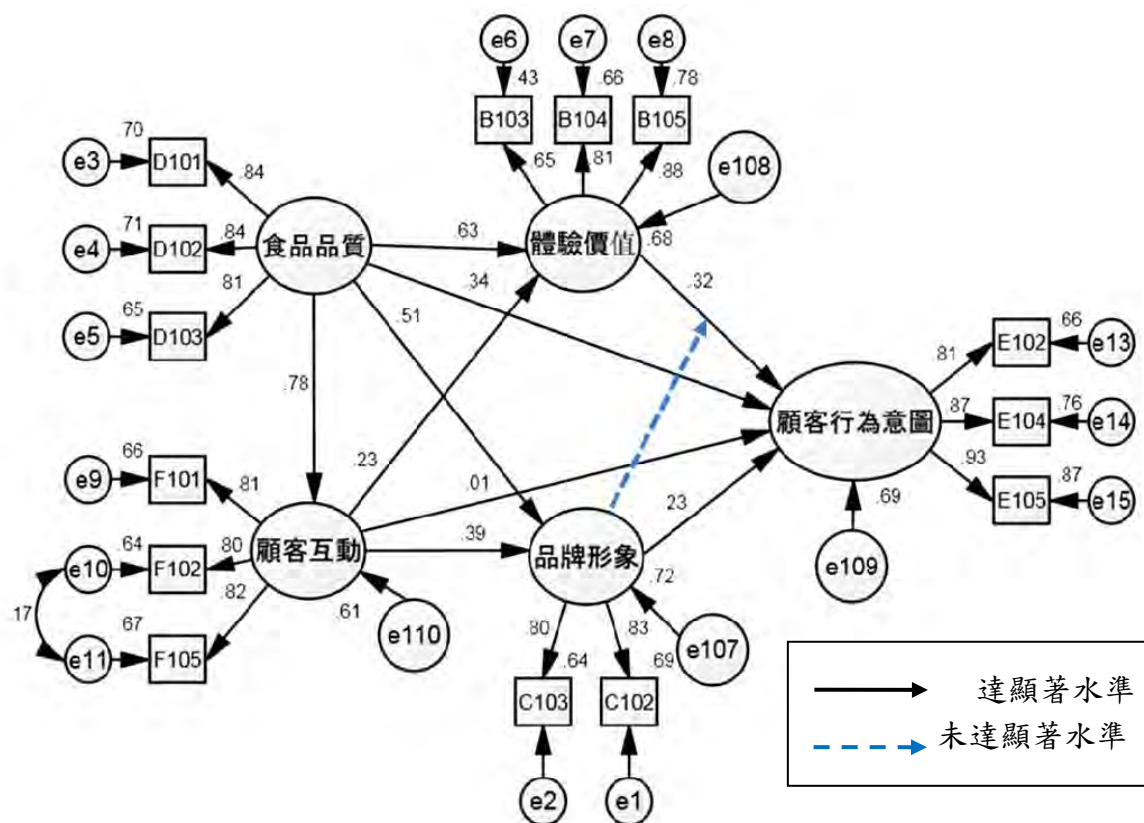 e6
e7
e8
.43
.66
.78
B103
B104
B105
.65
.81
.88
e108
e3
.70
D101
.84
e4
.71
D102
.84
e5
.65
D103
.81
食品品質
.63
體驗價值
.68
.34
.32
.51
.78
.23
.01
.39
.23
顧客行為意圖
.69
e109
.81
E102
.66
e13
.87
E104
.76
e14
.93
E105
.87
e15
e9
.66
F101
.81
e10
.64
F102
.80
.17
e11
.67
F105
.82
顧客互動
.61
e110
品牌形象
.72
e107
.80
.83
.64
.69
C103
C102
e2
e1
達顯著水準
未達顯著水準